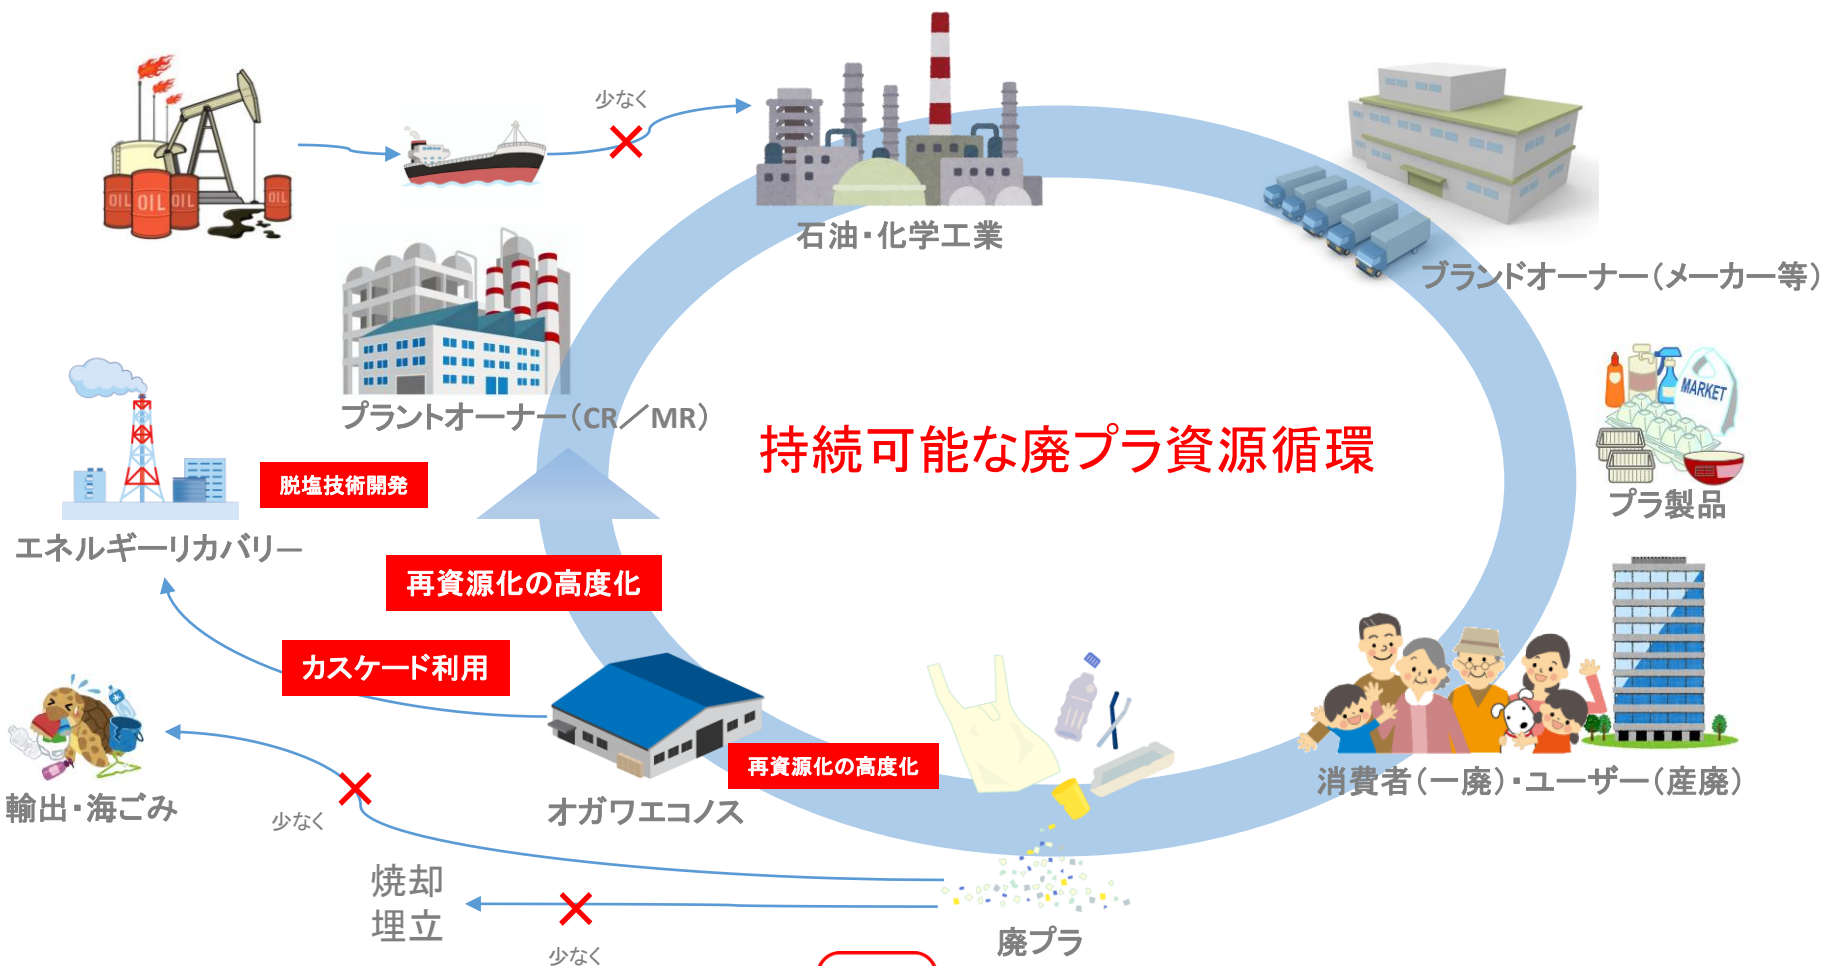 少なく
OIL
OIL
OIL
OIL
石油・化学工業
ブランドオーナー（メーカー等）
プラントオーナー（CR／MR）
MARKET
持続可能な廃プラ資源循環
プラ製品
脱塩技術開発
エネルギーリカバリー
再資源化の高度化
カスケード利用
再資源化の高度化
消費者（一廃）・ユーザー（産廃）
輸出・海ごみ
オガワエコノス
少なく
焼却
埋立
廃プラ
少なく